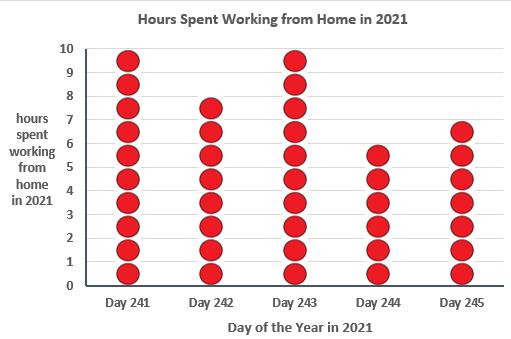 Hours Spent Working from Home in 2021
10
9
8
7
6
5
4
3
2
1
0
hours
spent
working
from
home
in 2021
Day 241 Day 242 Day 243 Day 244 Day 245
Day of the Year in 2021